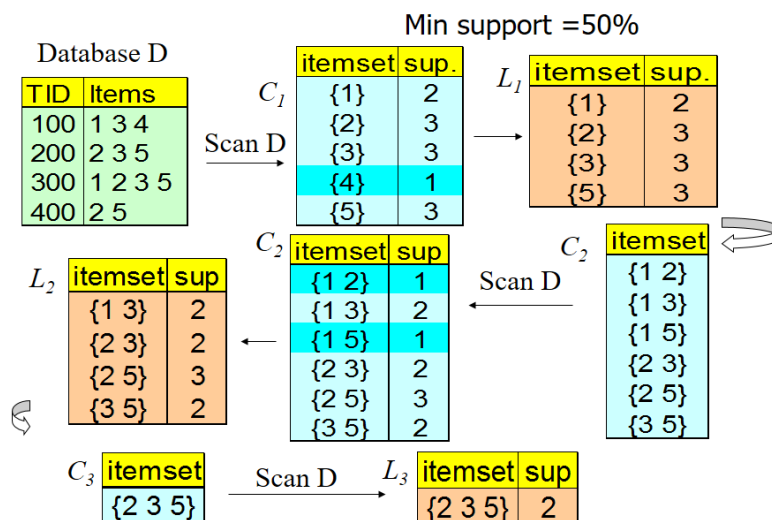 Min support =50%
Database D
TID Items
100 1 3 4
200 2 3 5
300 1 2 3 5
400 2 5
Scan D
C1
itemset sup.
{1} 2
{2} 3
{3} 3
{4} 1
{5} 3
L1
itemset sup.
{1} 2
{2} 3
{3} 3
{5} 3
C2
itemset
{1 2}
{1 3}
{1 5}
{2 3}
{2 5}
{3 5}
Scan D
C2
itemset sup
{1 2} 1
{1 3} 2
{1 5} 1
{2 3} 2
{2 5} 3
{3 5} 2
L2
itemset sup
{1 3} 2
{2 3} 2
{2 5} 3
{3 5} 2
C3
itemset
{2 3 5}
Scan D
L3
itemset sup
{2 3 5} 2